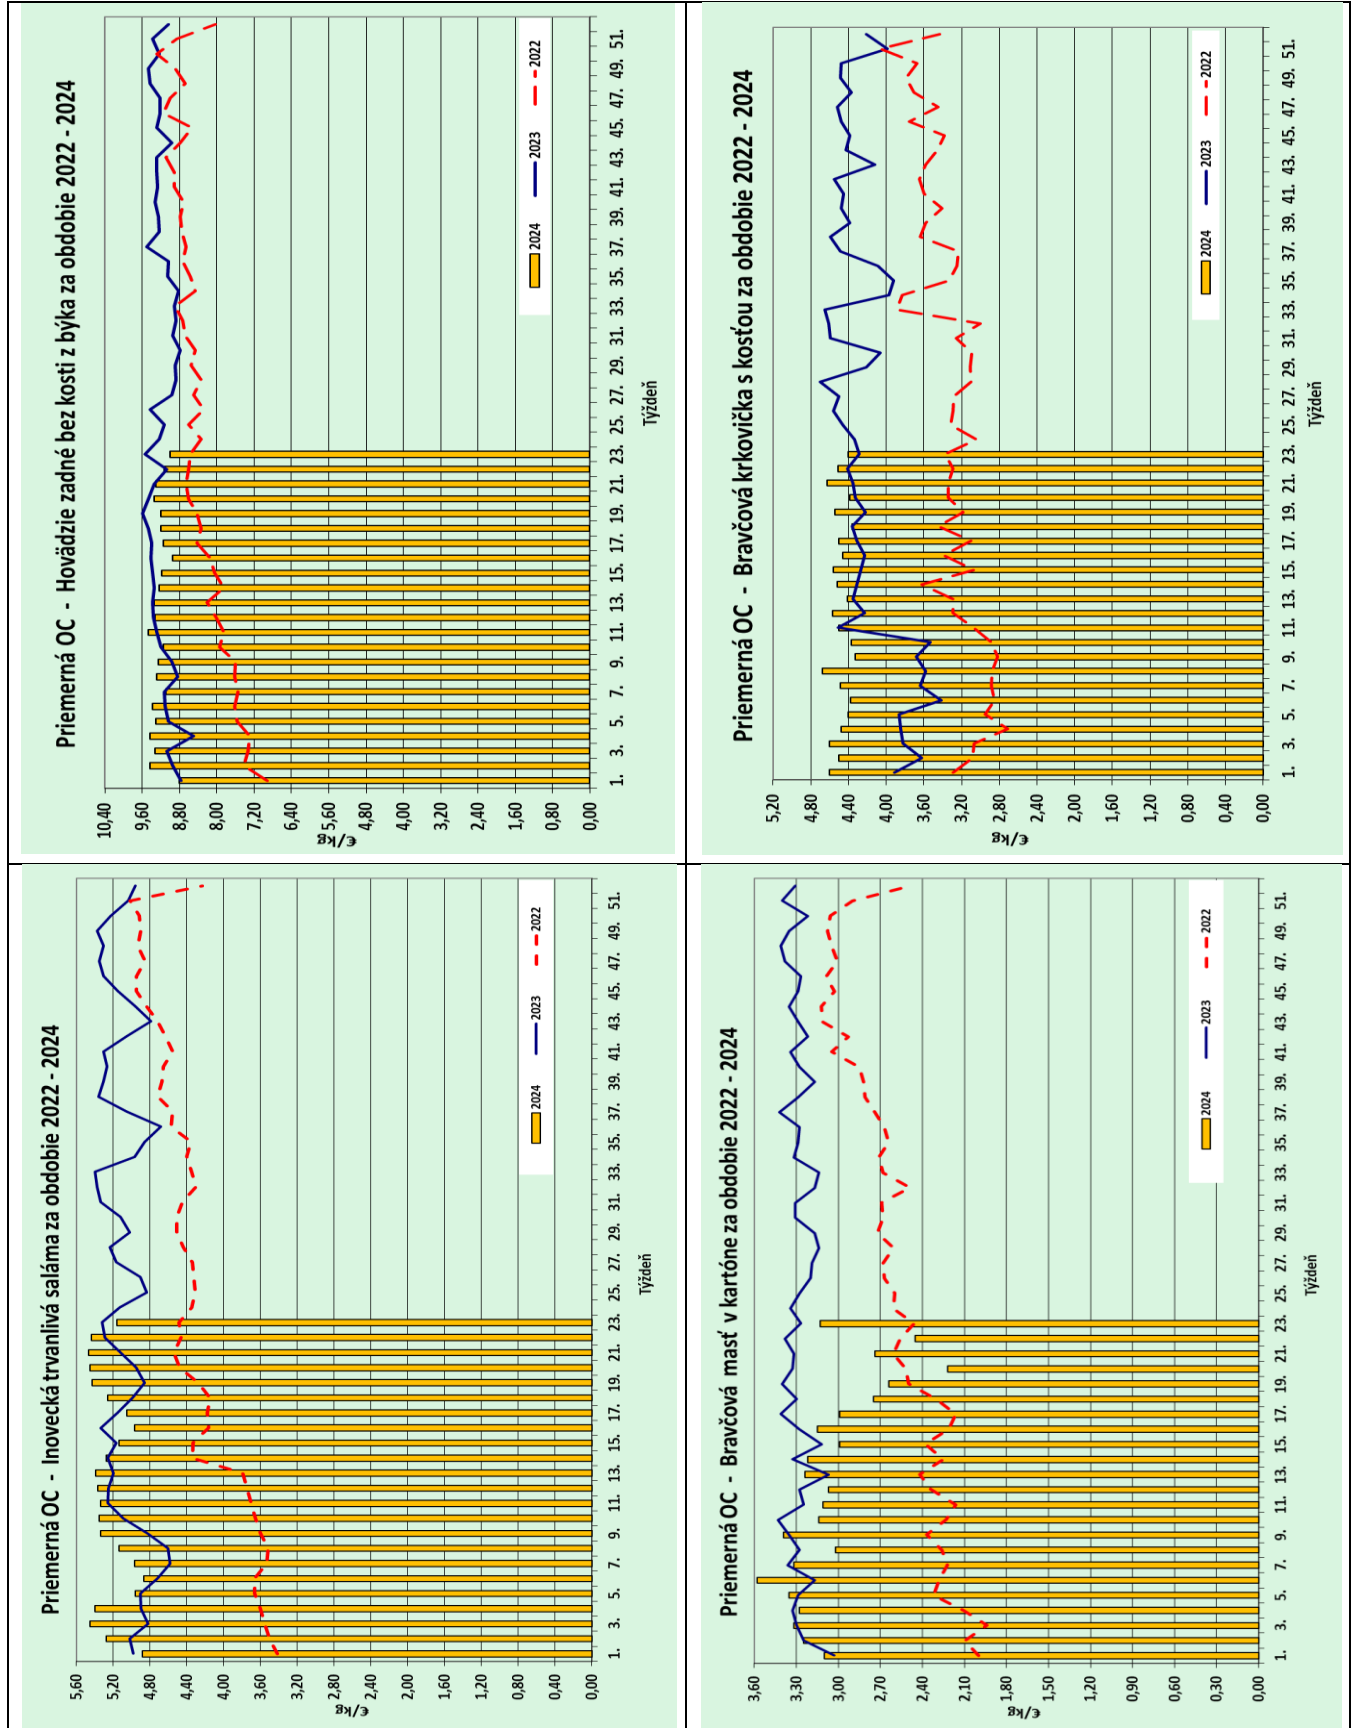 Priemerná OC - Inovecká trvanlivá saláma za obdobie 2022 - 2024
€/kg
5,60
5,20
4,80
4,40
4,00
3,60
3,20
2,80
2,40
2,00
1,60
1,20
0,80
0,40
0,00
2024 2023 2022
1. 3. 5. 7. 9. 11. 13. 15. 17. 19. 21. 23. 25. 27. 29. 31. 33. 35. 37. 39. 41. 43. 45. 47. 49. 51.
Týždeň
Priemerná OC - Hovädzie zadné bez kosti z býka za obdobie 2022 - 2024
€/kg
10,40
9,60
8,80
8,00
7,20
6,40
5,60
4,80
4,00
3,20
2,40
1,60
0,80
0,00
2024 2023 2022
1. 3. 5. 7. 9. 11. 13. 15. 17. 19. 21. 23. 25. 27. 29. 31. 33. 35. 37. 39. 41. 43. 45. 47. 49. 51.
Týždeň
Priemerná OC - Bravčová masť v kartóne za obdobie 2022 - 2024
€/kg
3,60
3,30
3,00
2,70
2,40
2,10
1,80
1,50
1,20
0,90
0,60
0,30
0,00
2024 2023 2022
1. 3. 5. 7. 9. 11. 13. 15. 17. 19. 21. 23. 25. 27. 29. 31. 33. 35. 37. 39. 41. 43. 45. 47. 49. 51.
Týždeň
Priemerná OC - Bravčová krkovička s kosťou za obdobie 2022 - 2024
€/kg
5,20
4,80
4,40
4,00
3,60
3,20
2,80
2,40
2,00
1,60
1,20
0,80
0,40
0,00
2024 2023 2022
1. 3. 5. 7. 9. 11. 13. 15. 17. 19. 21. 23. 25. 27. 29. 31. 33. 35. 37. 39. 41. 43. 45. 47. 49. 51.
Týždeň